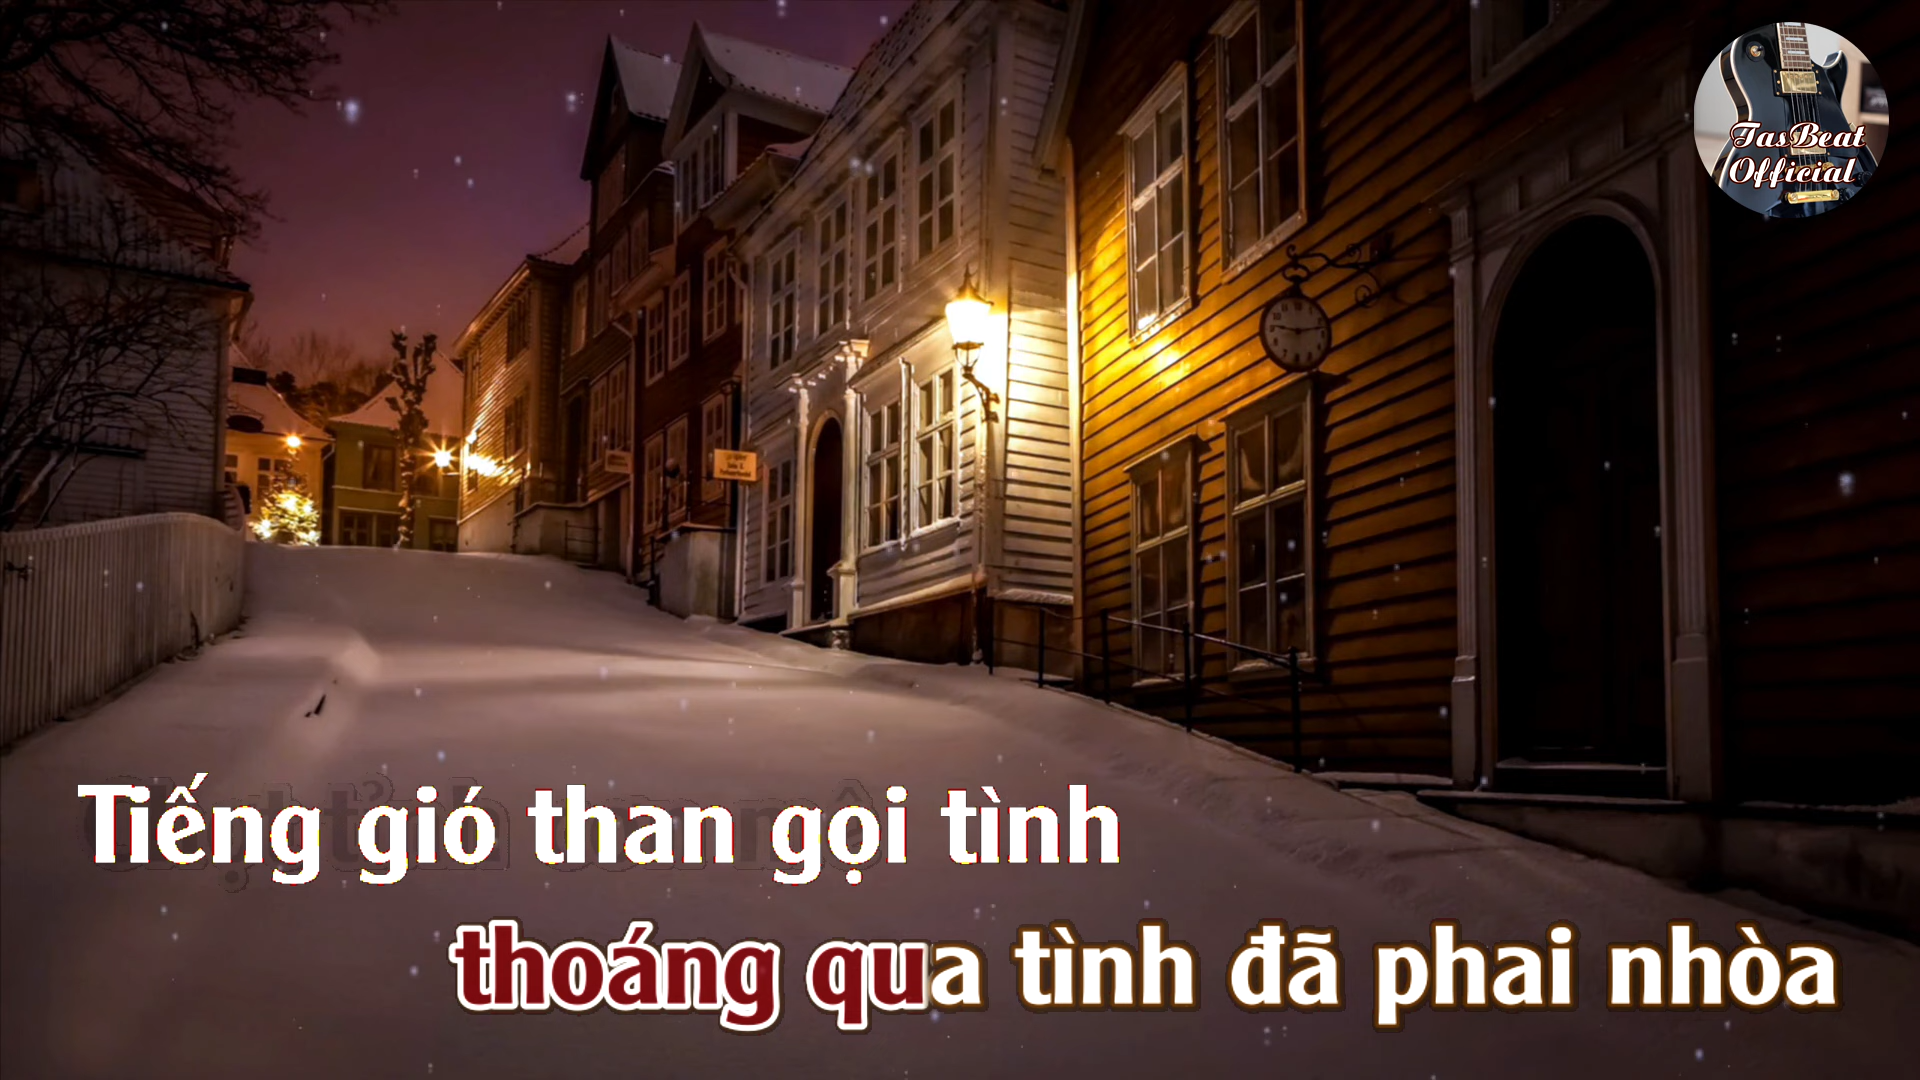 TasBeat
Official
Tiếng gió than gọi tình
thoáng qua tình đã phai nhòa